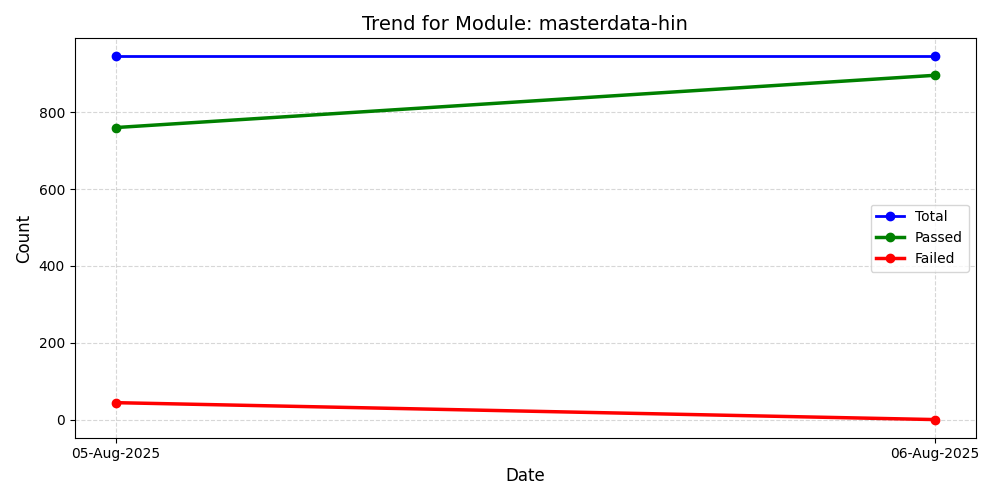 Trend for Module: masterdata-hin
Count
800
600
400
200
0
Total
Passed
Failed
05-Aug-2025
06-Aug-2025
Date